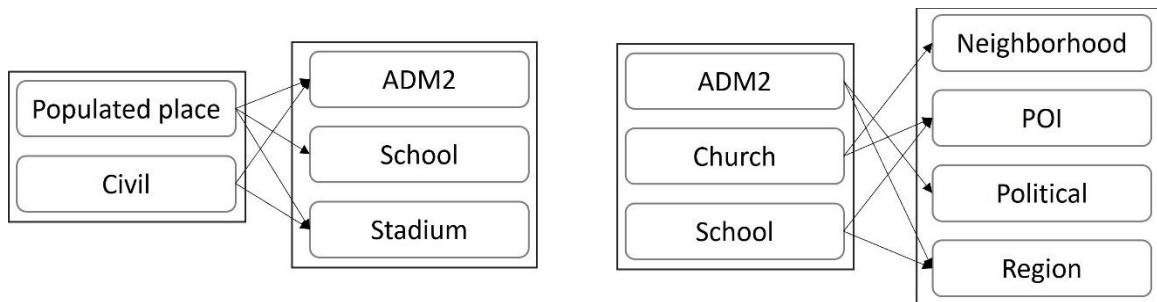 Populated place
Civil
ADM2
School
Stadium
ADM2
Church
School
Neighborhood
POI
Political
Region